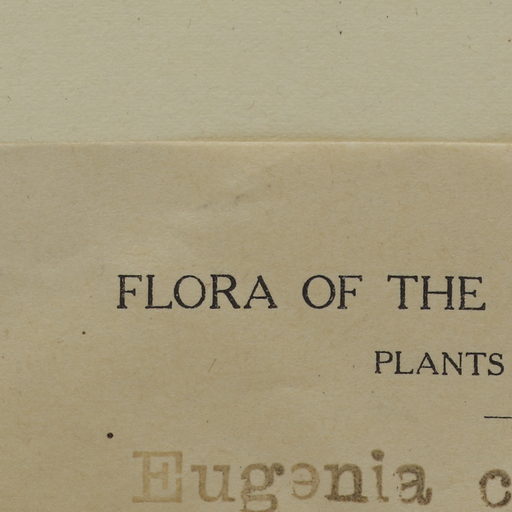 FLORA OF THE
PLANTS
Eugenia c